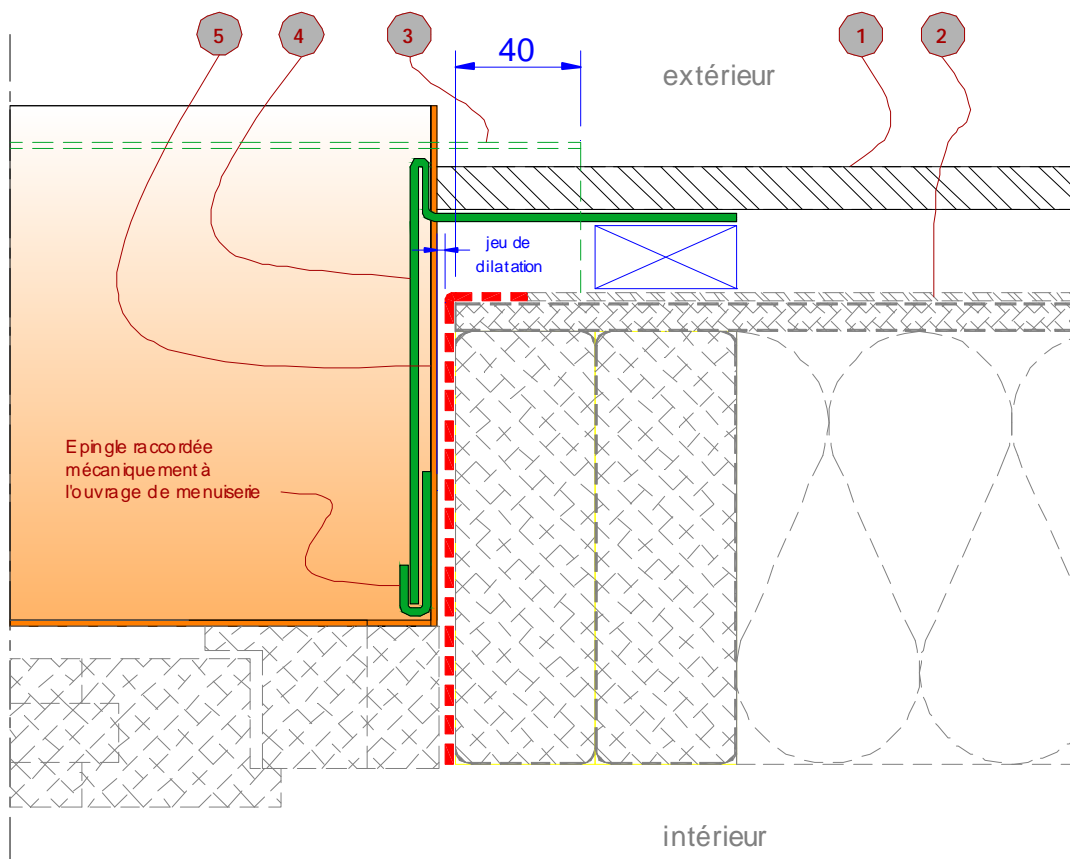 5 4 3 1 2
40
extérieur
jeu de
dilatation
Epingle raccordée
mécaniquement à
l'ouvrage de menuiserie
intérieur